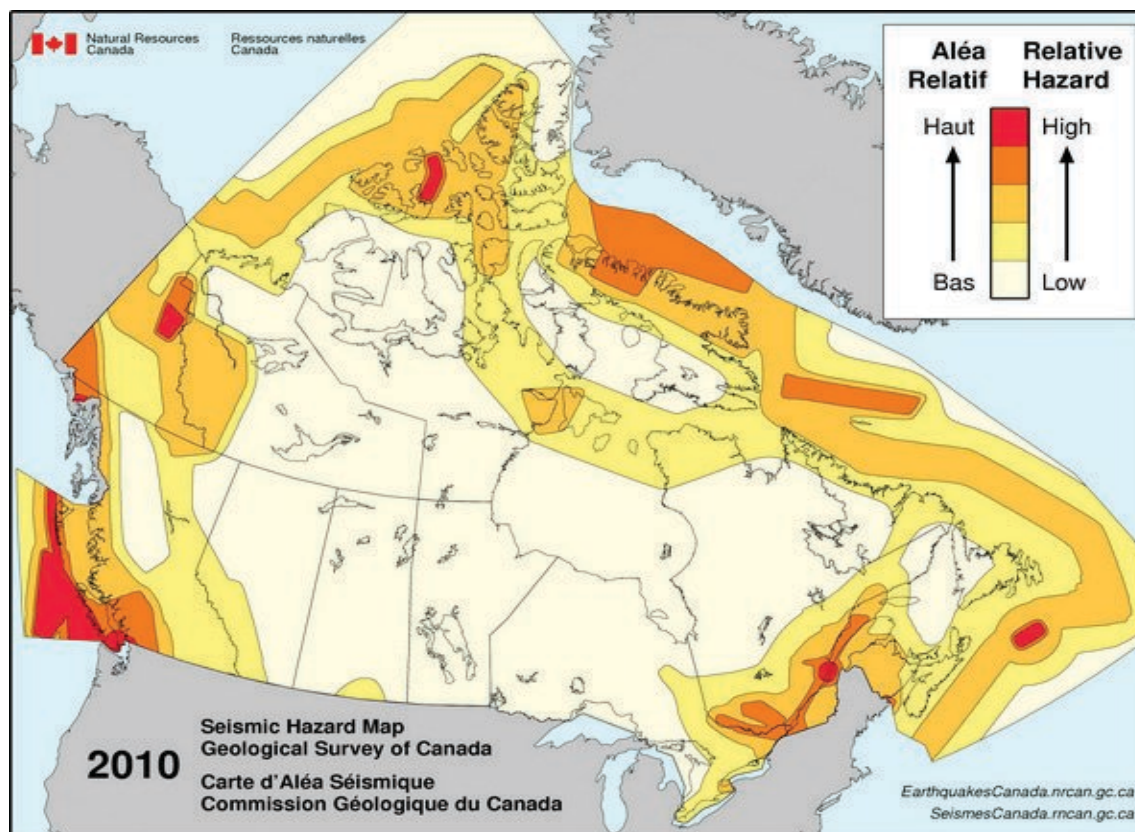 Natural Resources
Canada
Ressources naturelles
Canada
Aléa
Relatif
Relative
Hazard
Haut
High
Bas
Low
2010
Seismic Hazard Map
Geological Survey of Canada
Carte d'Aléa Séismique
Commission Géologique du Canada
EarthquakesCanada.nrcan.gc.ca
SeismesCanada.rncan.gc.ca